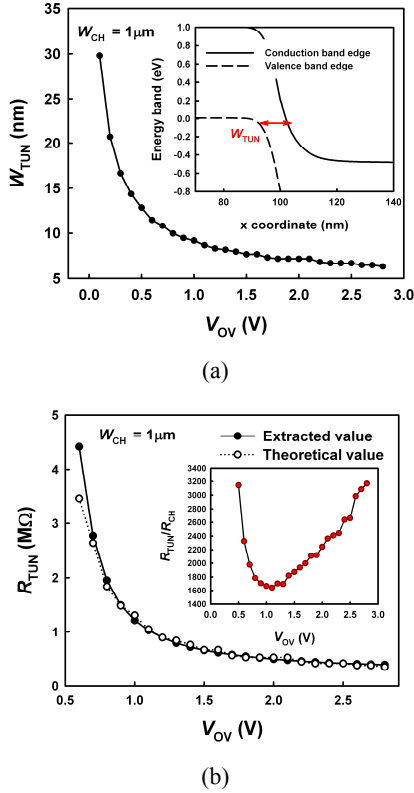 35
30
25
20
15
10
5
W_TUN (nm)
W_CH = 1μm
1.0
0.8
0.6
0.4
0.2
0.0
-0.2
-0.4
-0.6
-0.8
Energy band (eV)
Conduction band edge
Valence band edge
W_TUN
80 100 120 140
x coordinate (nm)
0.0 0.5 1.0 1.5 2.0 2.5 3.0
V_OV (V)
(a)
5
4
3
2
1
0
R_TUN (MΩ)
W_CH = 1μm
Extracted value
Theoretical value
3400
3200
3000
2800
2600
2400
2200
2000
1800
1600
1400
R_TUN/R_CH
0.0 0.5 1.0 1.5 2.0 2.5 3.0
V_OV (V)
0.5 1.0 1.5 2.0 2.5
V_OV (V)
(b)